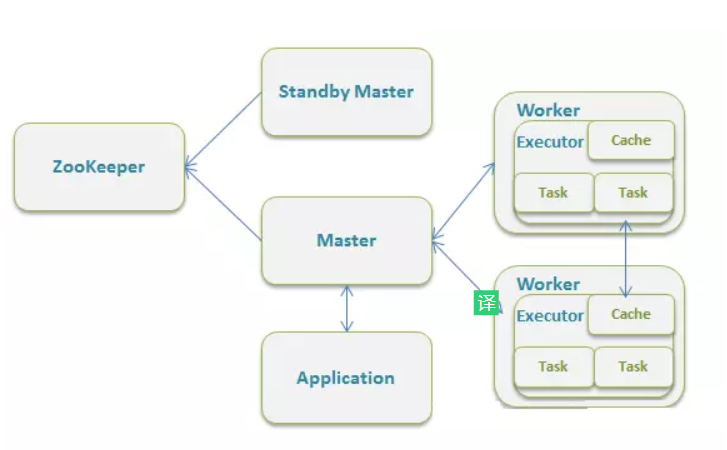 Standby Master
ZooKeeper
Master
Application
Worker
Executor
Cache
Task
Task
Worker
Executor
Cache
Task
Task
译